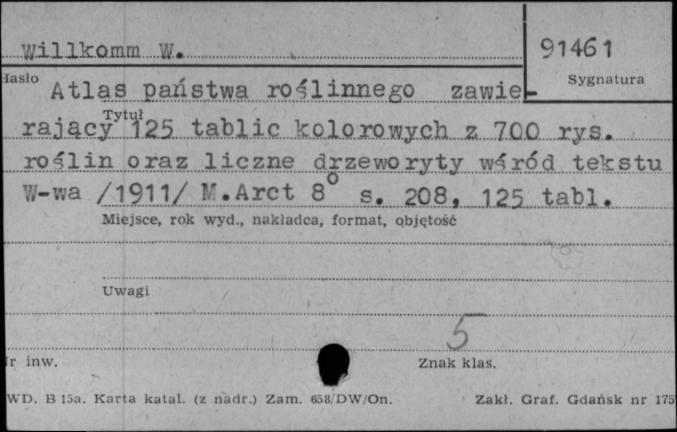 Willkomm W.
91461
Hasło
Sygnatura
Atlas państwa roślinnego zawie-
Tytuł
rający 125 tablic kolorowych z 700 rys.
roślin oraz liczne drzeworyty wśród tekstu
W-wa /1911/ M.Arct 8° s. 208, 125 tabl.
Miejsce, rok wyd., nakładca, format, objętość
Uwagi
5
r inw.
Znak klas.
WD. B 15a. Karta katal. (z nadr.) Zam. 658/DW/On.
Zakł. Graf. Gdańsk nr 175